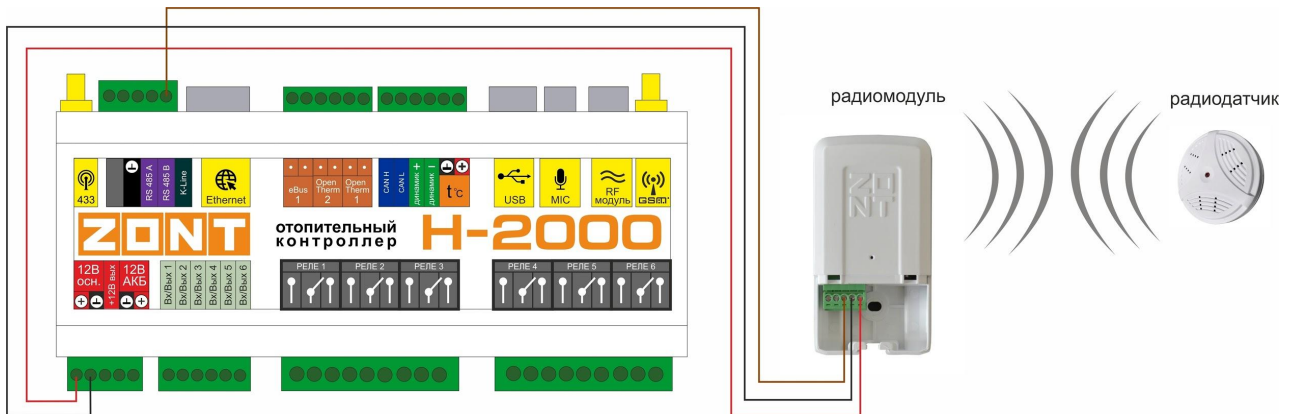 радиомодуль
радиодатчик
433
RS 485 A
RS 485 B
K-Line
Ethernet
eBus
1
Open
Therm
2
Open
Therm
1
CAN H
CAN L
динамик +
динамик −
t°C
USB
MIC
RF
модуль
GSM
ZONT
отопительный
контроллер
H-2000
12В
осн.
+12В вых
12В
АКБ
Вх/Вых 1
Вх/Вых 2
Вх/Вых 3
Вх/Вых 4
Вх/Вых 5
Вх/Вых 6
РЕЛЕ 1
РЕЛЕ 2
РЕЛЕ 3
РЕЛЕ 4
РЕЛЕ 5
РЕЛЕ 6
ZO
NT